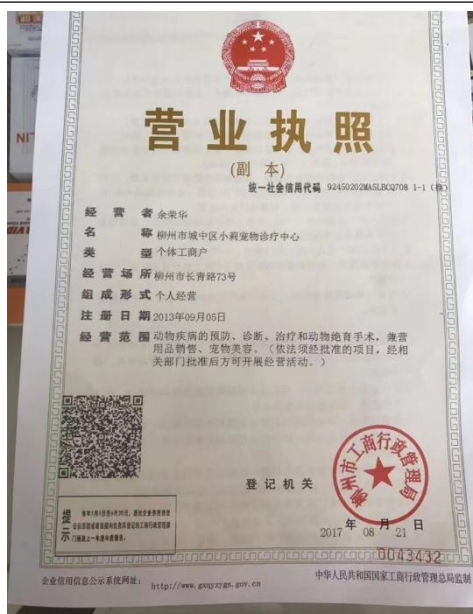 营业执照
(副 本)
统一社会信用代码 92450202MA5LBCQ708 1-1
经营者 余荣华
名称 柳州市城中区小莉宠物诊疗中心
类型 个体工商户
经营场所 柳州市长青路73号
组成形式 个人经营
注册日期 2013年09月05日
经营范围 动物疾病的预防、诊断、治疗和动物绝育手术，兼营
用品销售、宠物美容。（依法须经批准的项目，经相
关部门批准后方可开展经营活动。）
登记机关
柳州市工商行政管理局
2017 年 08 月 21 日
提示
0043432
企业信用信息公示系统网址： http://www.gxqyxygs.gov.cn
中华人民共和国国家工商行政管理总局监制